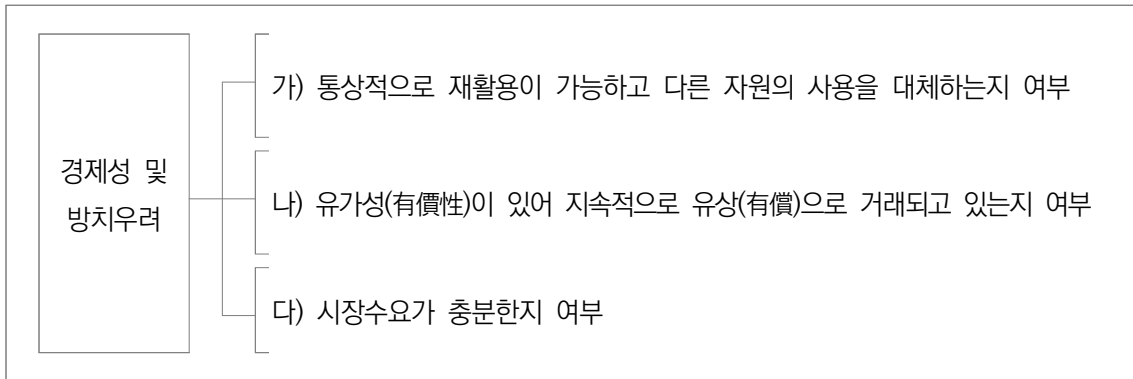 경제성 및
방치우려
가) 통상적으로 재활용이 가능하고 다른 자원의 사용을 대체하는지 여부
나) 유가성(有價性)이 있어 지속적으로 유상(有償)으로 거래되고 있는지 여부
다) 시장수요가 충분한지 여부